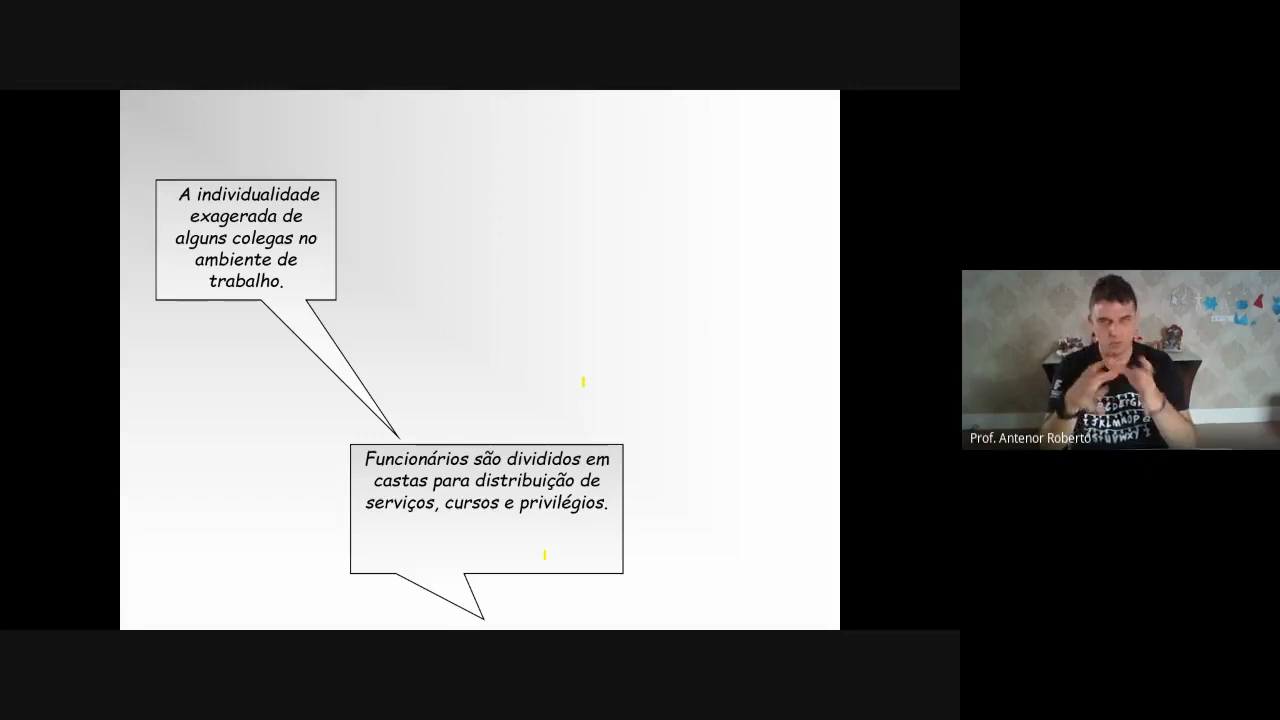 A individualidade
exagerada de
alguns colegas no
ambiente de
trabalho.
Funcionários são divididos em
castas para distribuição de
serviços, cursos e privilégios.
Prof. Antenor Roberto